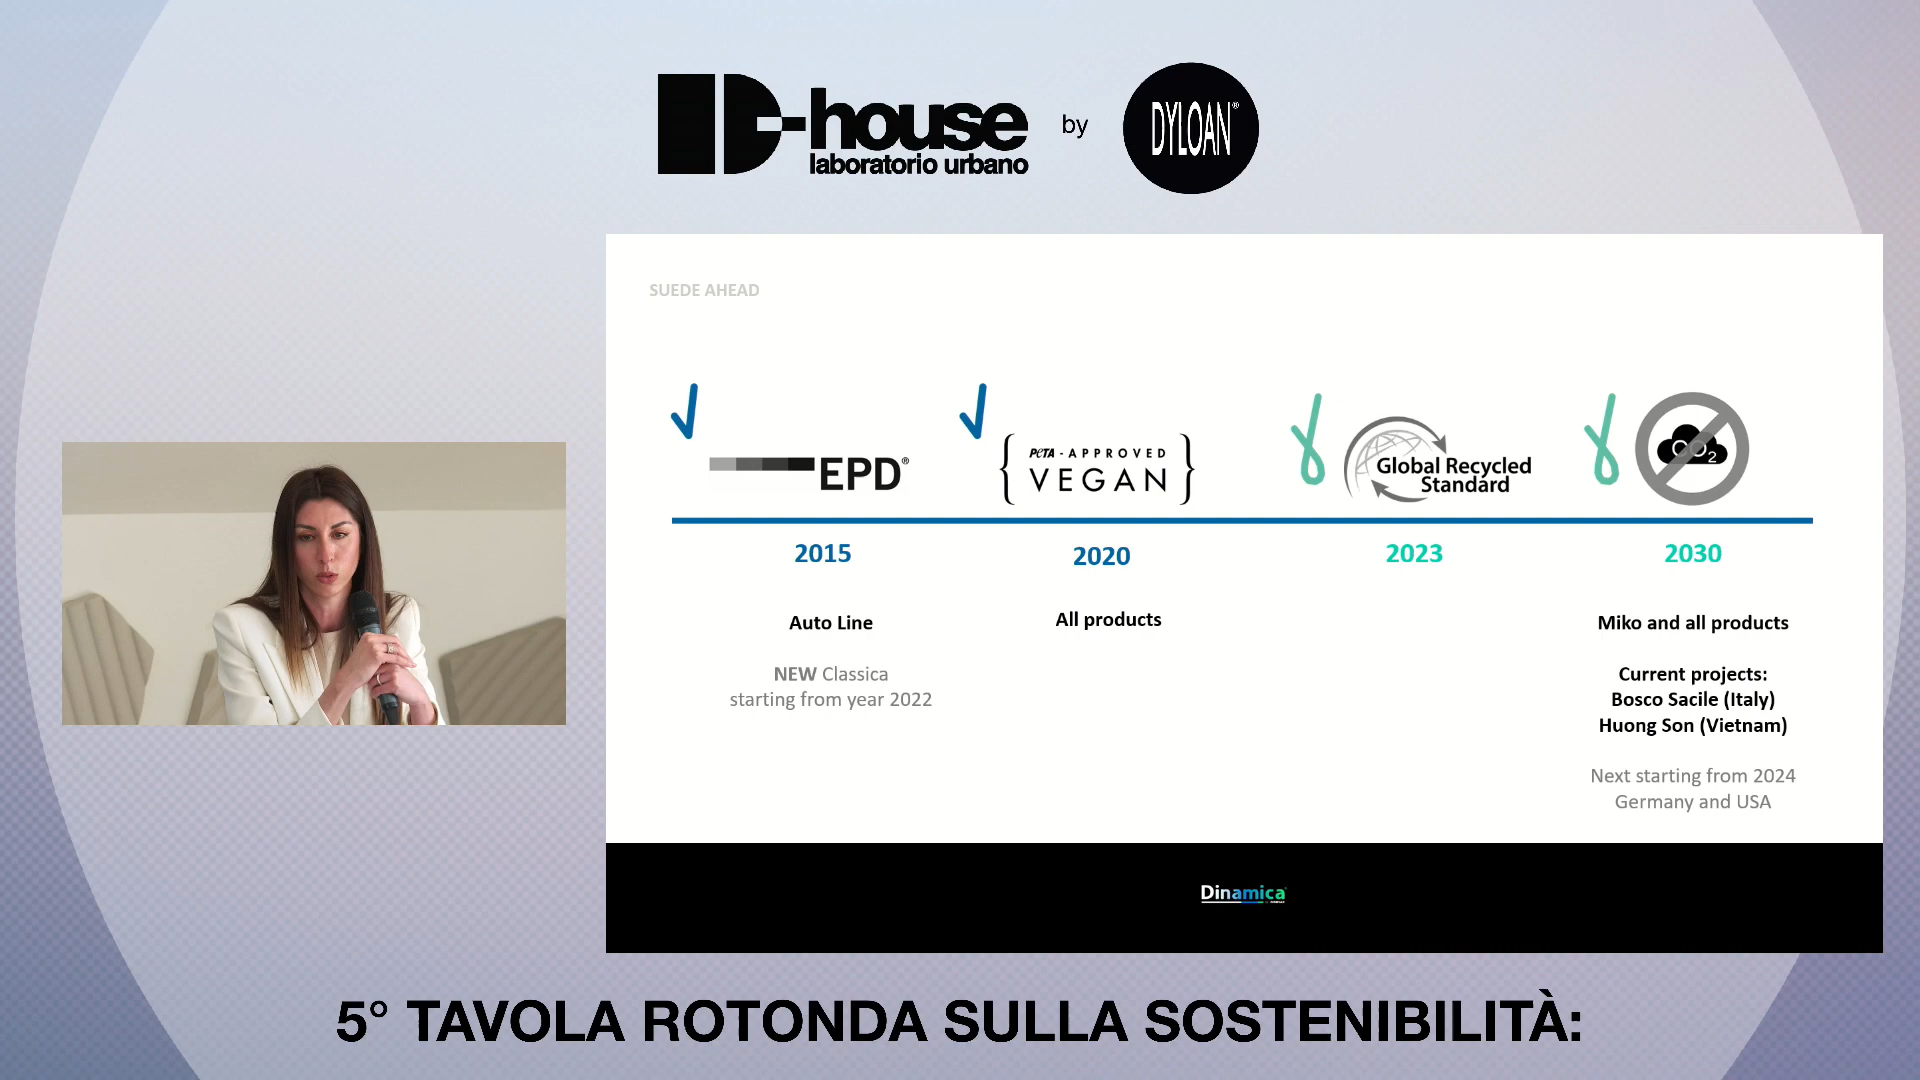 D-house
laboratorio urbano
by
DYLOAN®
SUEDE AHEAD
EPD®
PETA - APPROVED
VEGAN
Global Recycled
Standard
CO2
2015
2020
2023
2030
Auto Line
NEW Classica
starting from year 2022
All products
Miko and all products
Current projects:
Bosco Sacile (Italy)
Huong Son (Vietnam)
Next starting from 2024
Germany and USA
Dinamica
5° TAVOLA ROTONDA SULLA SOSTENIBILITÀ: